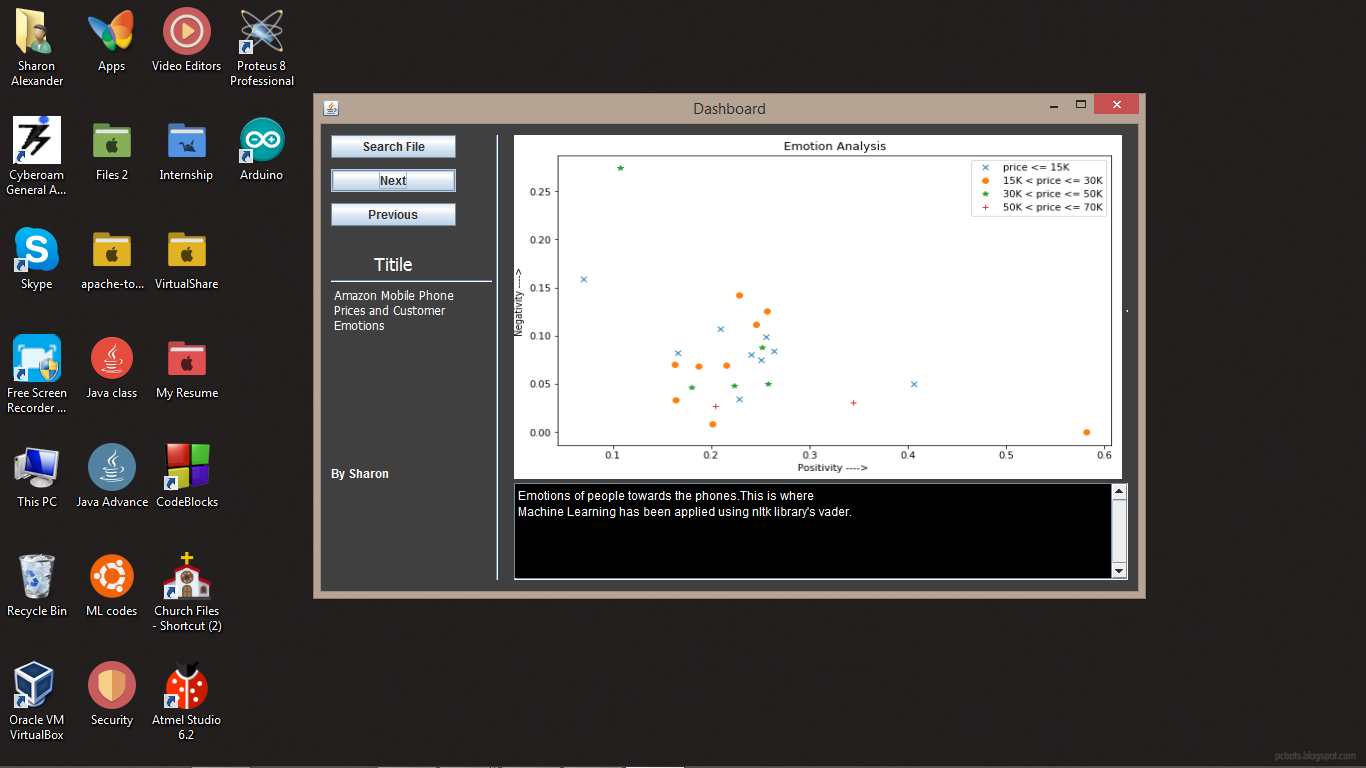 Sharon
Alexander
Apps
Video Editors
Proteus 8
Professional
Cyberoam
General A...
Files 2
Internship
Arduino
Skype
apache-to...
VirtualShare
Free Screen
Recorder ...
Java class
My Resume
This PC
Java Advance
CodeBlocks
Recycle Bin
ML codes
Church Files
- Shortcut (2)
Oracle VM
VirtualBox
Security
Atmel Studio
6.2
Dashboard
Search File
Next
Previous
Titile
Amazon Mobile Phone
Prices and Customer
Emotions
By Sharon
Emotion Analysis
price <= 15K
15K < price <= 30K
30K < price <= 50K
50K < price <= 70K
Negativity ---->
0.25
0.20
0.15
0.10
0.05
0.00
0.1 0.2 0.3 0.4 0.5 0.6
Positivity ---->
Emotions of people towards the phones.This is where
Machine Learning has been applied using nltk library's vader.
pcbots.blogspot.com